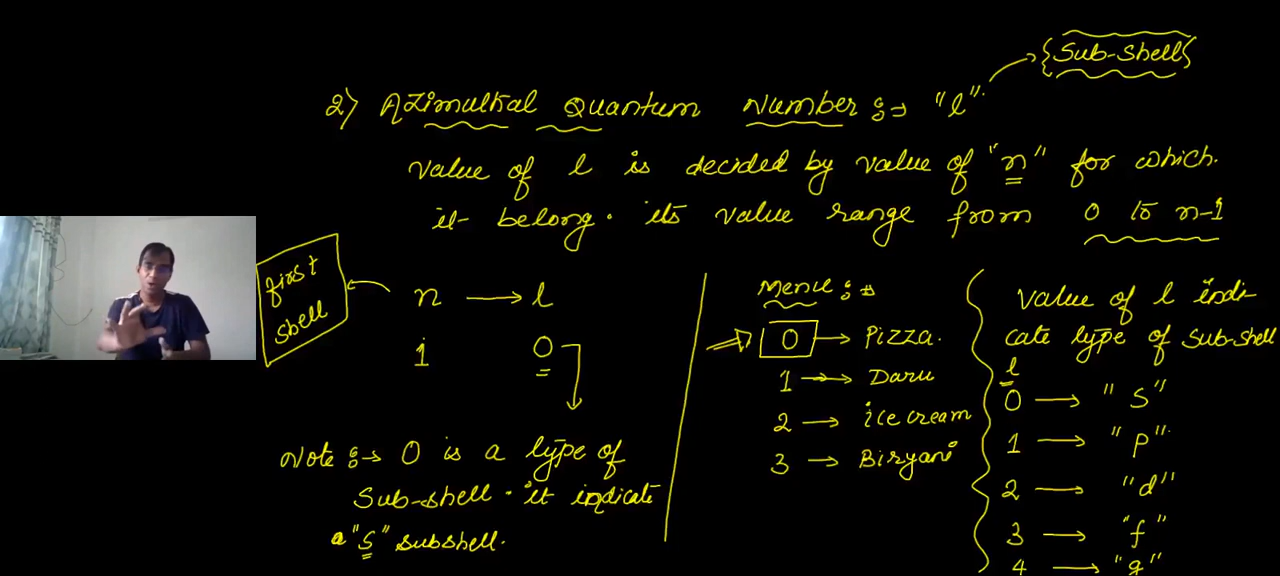 {Sub-Shell}
2) Azimuthal Quantum Number :→ "l"
value of l is decided by value of "n" for which
it belong. its value range from 0 to n-1
first
shell
n → l
1 0
Note :→ 0 is a type of
Sub-shell. it indicate
a "S" subshell.
Menu :→
0 → Pizza.
1 → Daru
2 → ice cream
3 → Biryani
value of l indi-
cate type of Sub-shell
l
0 → "S"
1 → "p"
2 → "d"
3 → "f"
4 → "g"